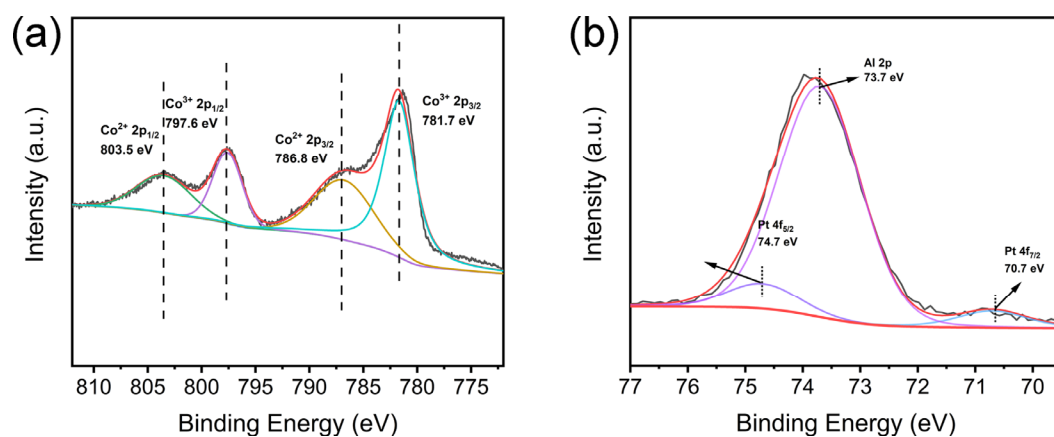 (a)
Co²⁺ 2p₁/₂
803.5 eV
Co³⁺ 2p₁/₂
797.6 eV
Co²⁺ 2p₃/₂
786.8 eV
Co³⁺ 2p₃/₂
781.7 eV
Intensity (a.u.)
810 805 800 795 790 785 780 775
Binding Energy (eV)
(b)
Al 2p
73.7 eV
Pt 4f₅/₂
74.7 eV
Pt 4f₇/₂
70.7 eV
Intensity (a.u.)
77 76 75 74 73 72 71 70
Binding Energy (eV)